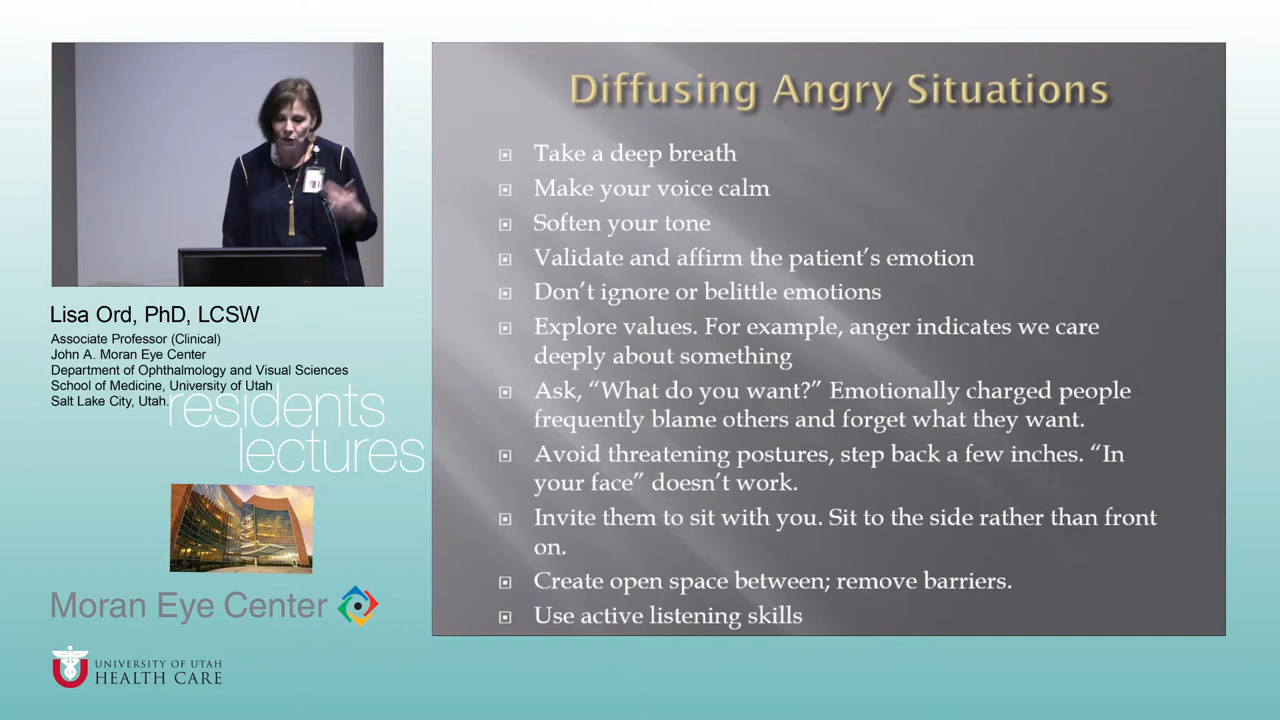 Diffusing Angry Situations
Take a deep breath
Make your voice calm
Soften your tone
Validate and affirm the patient’s emotion
Don’t ignore or belittle emotions
Explore values. For example, anger indicates we care
deeply about something
Ask, “What do you want?” Emotionally charged people
frequently blame others and forget what they want.
Avoid threatening postures, step back a few inches. “In
your face” doesn’t work.
Invite them to sit with you. Sit to the side rather than front
on.
Create open space between; remove barriers.
Use active listening skills
Lisa Ord, PhD, LCSW
Associate Professor (Clinical)
John A. Moran Eye Center
Department of Ophthalmology and Visual Sciences
School of Medicine, University of Utah
Salt Lake City, Utah.
residents
lectures
Moran Eye Center
UNIVERSITY OF UTAH
HEALTH CARE